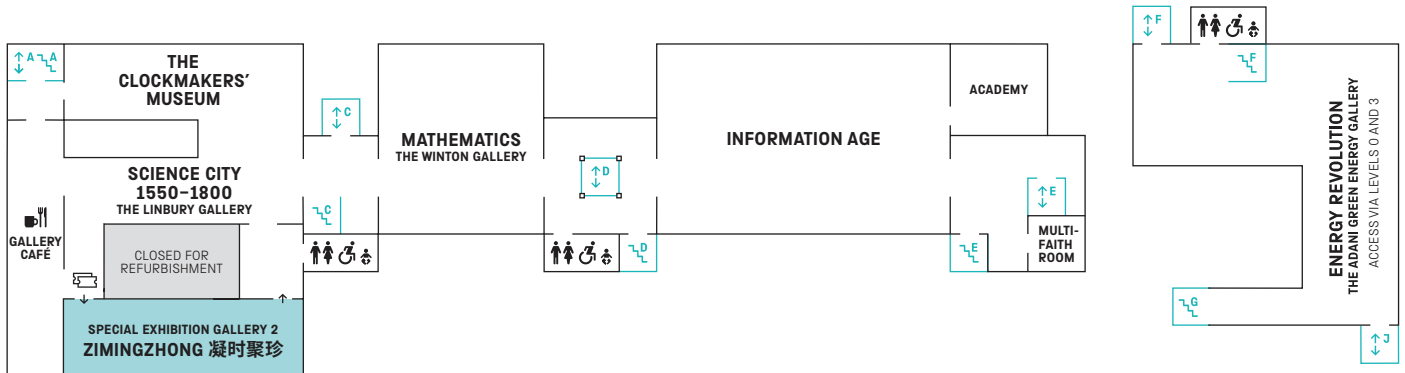 A
A
THE
CLOCKMAKERS'
MUSEUM
SCIENCE CITY
1550–1800
THE LINBURY GALLERY
GALLERY
CAFÉ
CLOSED FOR
REFURBISHMENT
SPECIAL EXHIBITION GALLERY 2
ZIMINGZHONG 凝时聚珍
C
C
MATHEMATICS
THE WINTON GALLERY
D
D
INFORMATION AGE
ACADEMY
E
E
MULTI-
FAITH
ROOM
F
F
ENERGY REVOLUTION
THE ADANI GREEN ENERGY GALLERY
ACCESS VIA LEVELS 0 AND 3
G
J